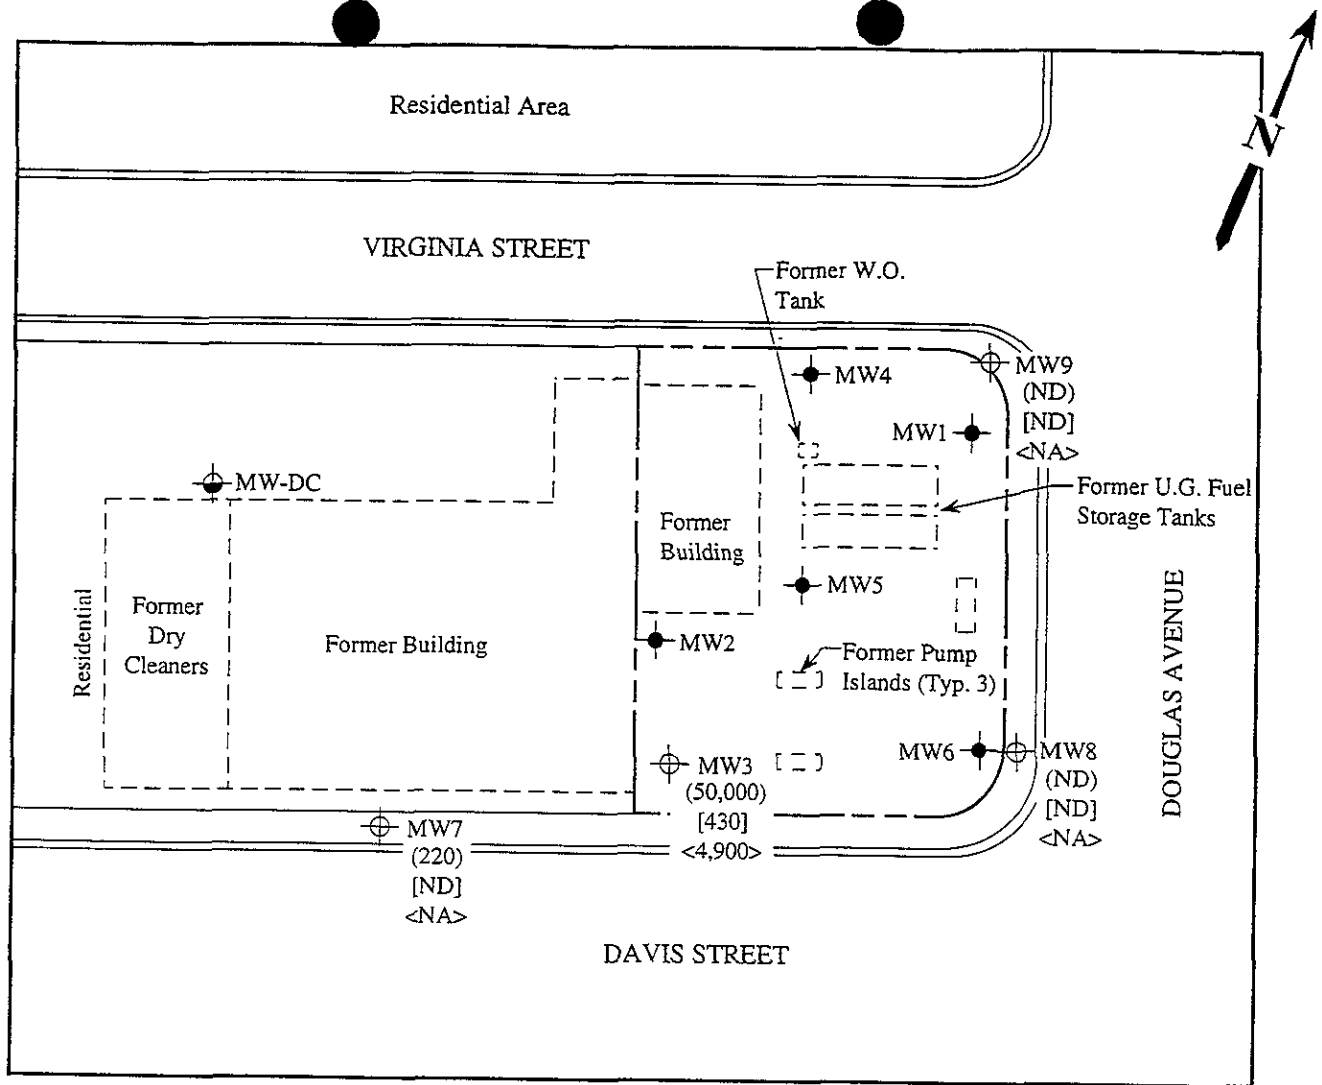 Residential Area
N
VIRGINIA STREET
Former W.O.
Tank
MW4
MW9
(ND)
[ND]
<NA>
MW1
MW-DC
Former U.G. Fuel
Storage Tanks
Former
Building
MW5
Residential
Former
Dry
Cleaners
Former Building
MW2
Former Pump
Islands (Typ. 3)
DOUGLAS AVENUE
MW6
MW8
(ND)
[ND]
<NA>
MW3
(50,000)
[430]
<4,900>
MW7
(220)
[ND]
<NA>
DAVIS STREET